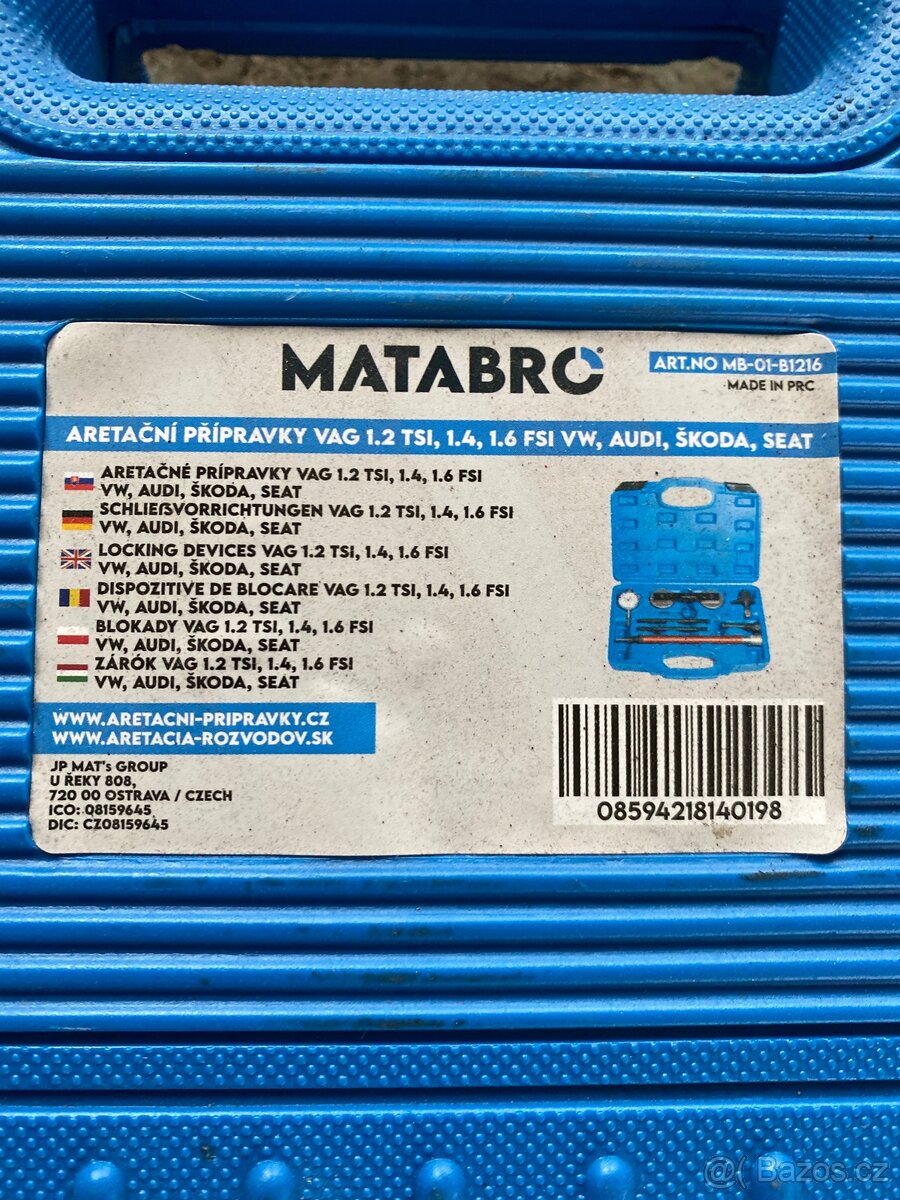 MATABRO
ART.NO MB-01-B1216
MADE IN PRC
ARETAČNÍ PŘÍPRAVKY VAG 1.2 TSI, 1.4, 1.6 FSI VW, AUDI, ŠKODA, SEAT
ARETAČNÉ PRÍPRAVKY VAG 1.2 TSI, 1.4, 1.6 FSI
VW, AUDI, ŠKODA, SEAT
SCHLIEßVORRICHTUNGEN VAG 1.2 TSI, 1.4, 1.6 FSI
VW, AUDI, ŠKODA, SEAT
LOCKING DEVICES VAG 1.2 TSI, 1.4, 1.6 FSI
VW, AUDI, ŠKODA, SEAT
DISPOZITIVE DE BLOCARE VAG 1.2 TSI, 1.4, 1.6 FSI
VW, AUDI, ŠKODA, SEAT
BLOKADY VAG 1.2 TSI, 1.4, 1.6 FSI
VW, AUDI, ŠKODA, SEAT
ZÁRÓK VAG 1.2 TSI, 1.4, 1.6 FSI
VW, AUDI, ŠKODA, SEAT
WWW.ARETACNI-PRIPRAVKY.CZ
WWW.ARETACIA-ROZVODOV.SK
JP MAT's GROUP
U ŘEKY 808,
720 00 OSTRAVA / CZECH
ICO: 08159645
DIC: CZ08159645
08594218140198
@( Bazos.cz